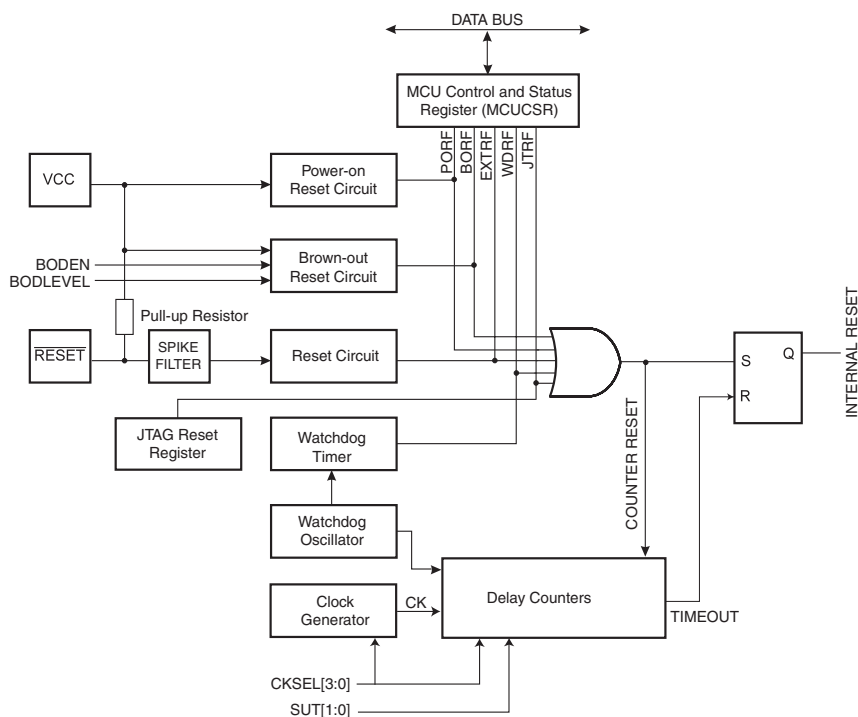 DATA BUS
MCU Control and Status
Register (MCUCSR)
PORF
BORF
EXTRF
WDRF
JTRF
VCC
Power-on
Reset Circuit
BODEN
BODLEVEL
Brown-out
Reset Circuit
Pull-up Resistor
RESET
SPIKE
FILTER
Reset Circuit
JTAG Reset
Register
Watchdog
Timer
Watchdog
Oscillator
Clock
Generator
CK
Delay Counters
COUNTER RESET
TIMEOUT
S
R
Q
INTERNAL RESET
CKSEL[3:0]
SUT[1:0]